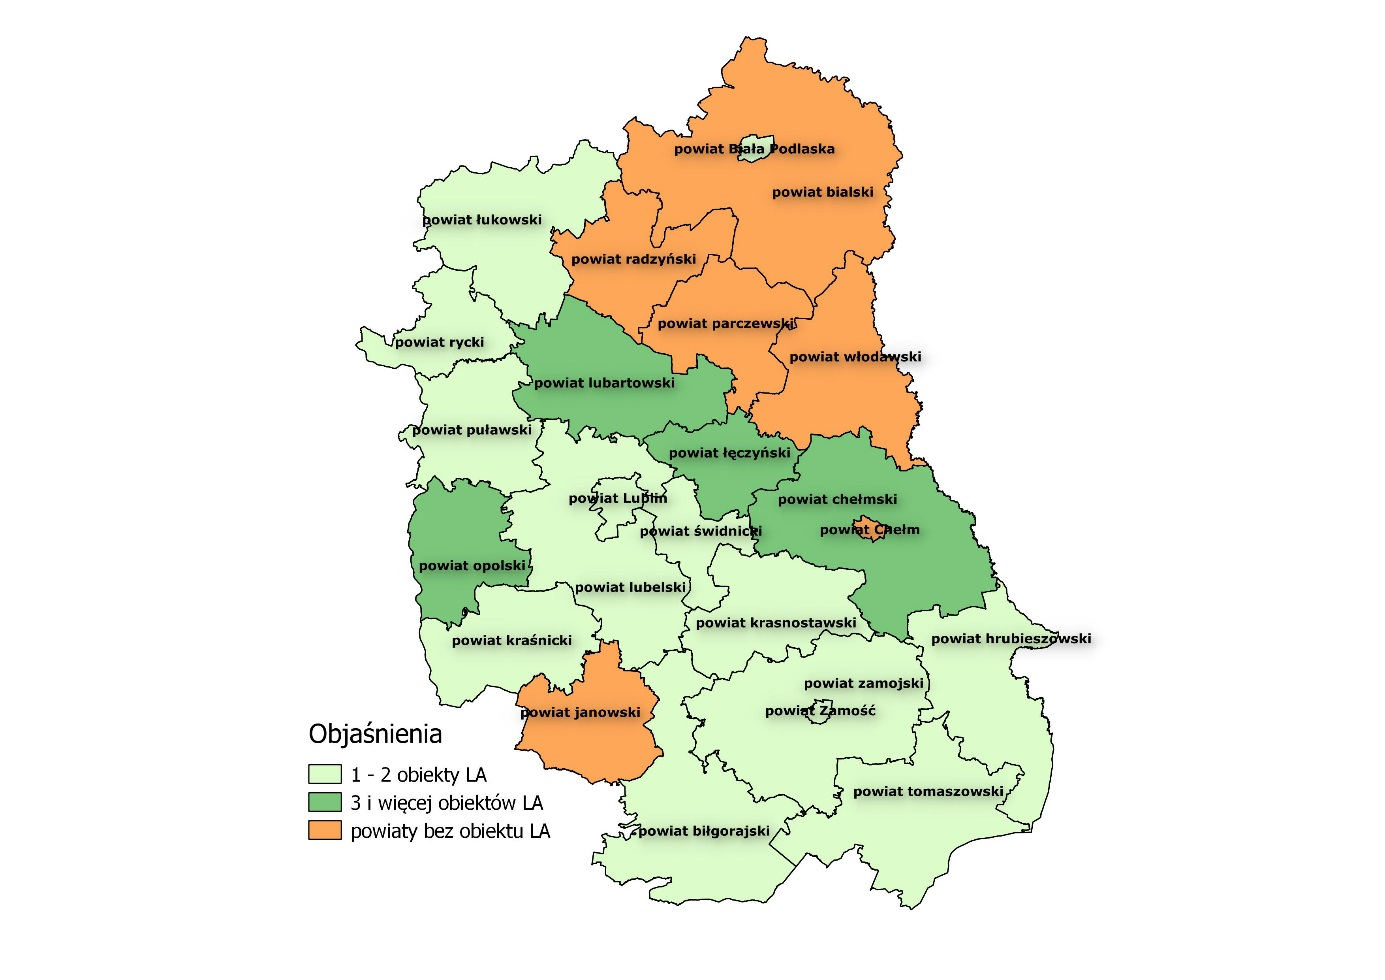 powiat Biała Podlaska
powiat bialski
powiat łukowski
powiat radzyński
powiat parczewski
powiat rycki
powiat włodawski
powiat lubartowski
powiat puławski
powiat łęczyński
powiat Lublin
powiat chełmski
powiat świdnicki
powiat Chełm
powiat opolski
powiat lubelski
powiat krasnostawski
powiat kraśnicki
powiat hrubieszowski
powiat zamojski
powiat Zamość
powiat janowski
Objaśnienia
1 - 2 obiekty LA
3 i więcej obiektów LA
powiaty bez obiektu LA
powiat tomaszowski
powiat biłgorajski